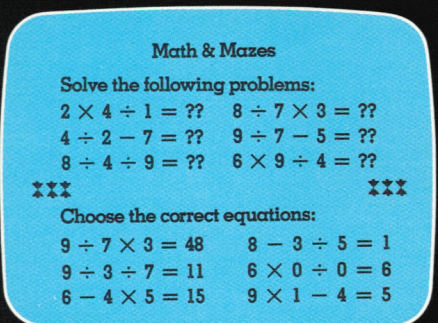 Math & Mazes
Solve the following problems:
2 × 4 ÷ 1 = ?? 8 ÷ 7 × 3 = ??
4 ÷ 2 − 7 = ?? 9 ÷ 7 − 5 = ??
8 ÷ 4 ÷ 9 = ?? 6 × 9 ÷ 4 = ??
Choose the correct equations:
9 ÷ 7 × 3 = 48 8 − 3 ÷ 5 = 1
9 ÷ 3 ÷ 7 = 11 6 × 0 ÷ 0 = 6
6 − 4 × 5 = 15 9 × 1 − 4 = 5